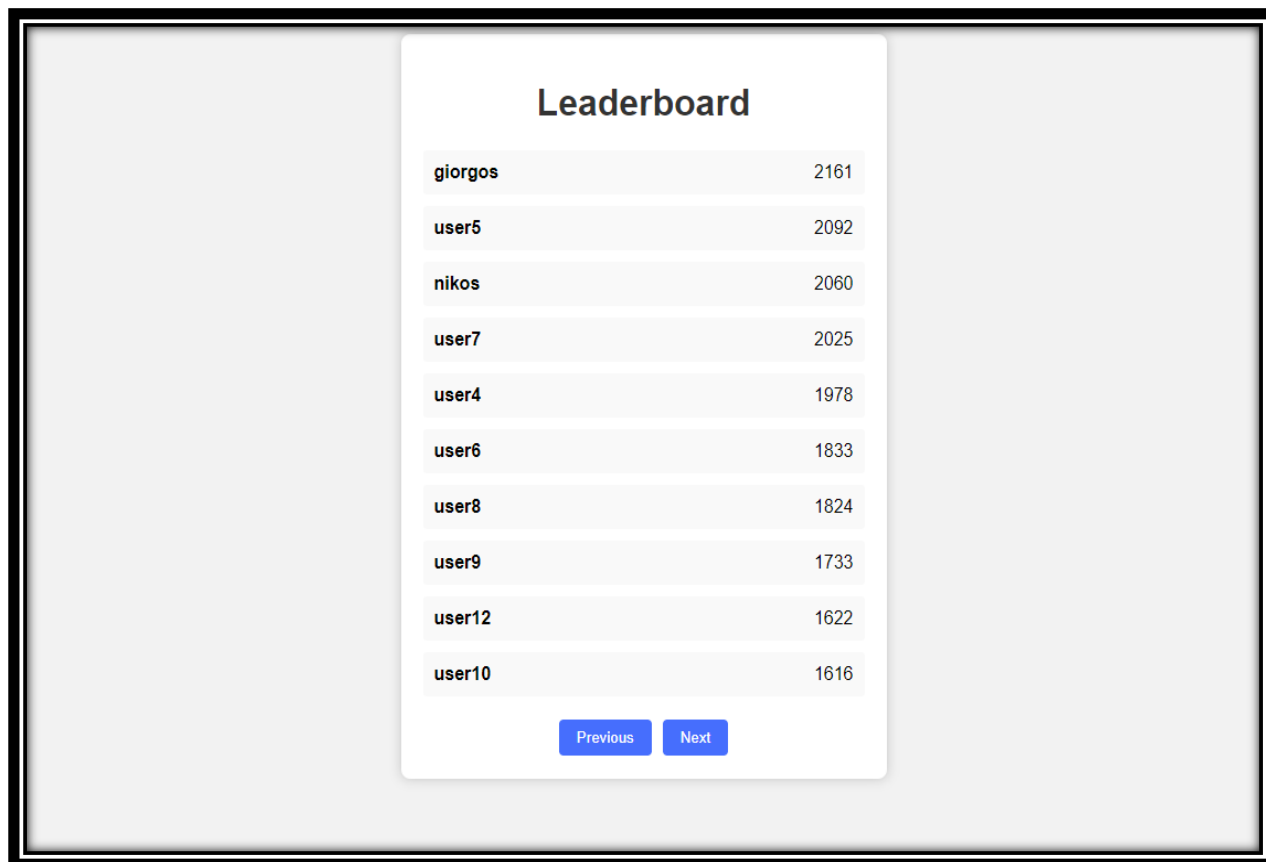 Leaderboard
giorgos 2161
user5 2092
nikos 2060
user7 2025
user4 1978
user6 1833
user8 1824
user9 1733
user12 1622
user10 1616
Previous Next